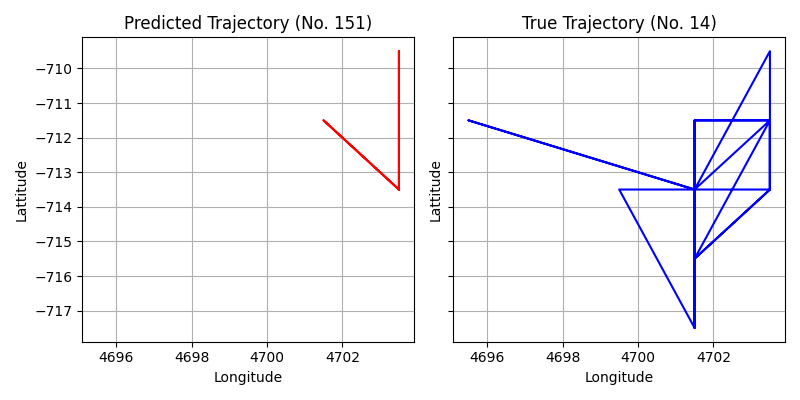 Predicted Trajectory (No. 151)
True Trajectory (No. 14)
−710
−711
−712
−713
−714
−715
−716
−717
Lattitude
Lattitude
4696
4698
4700
4702
4696
4698
4700
4702
Longitude
Longitude